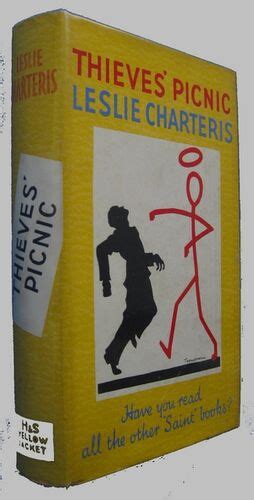 LESLIE
CHARTERIS
THIEVES'
PICNIC
H&S
YELLOW
JACKET
THIEVES' PICNIC
LESLIE CHARTERIS
Have you read
all the other 'Saint' books?